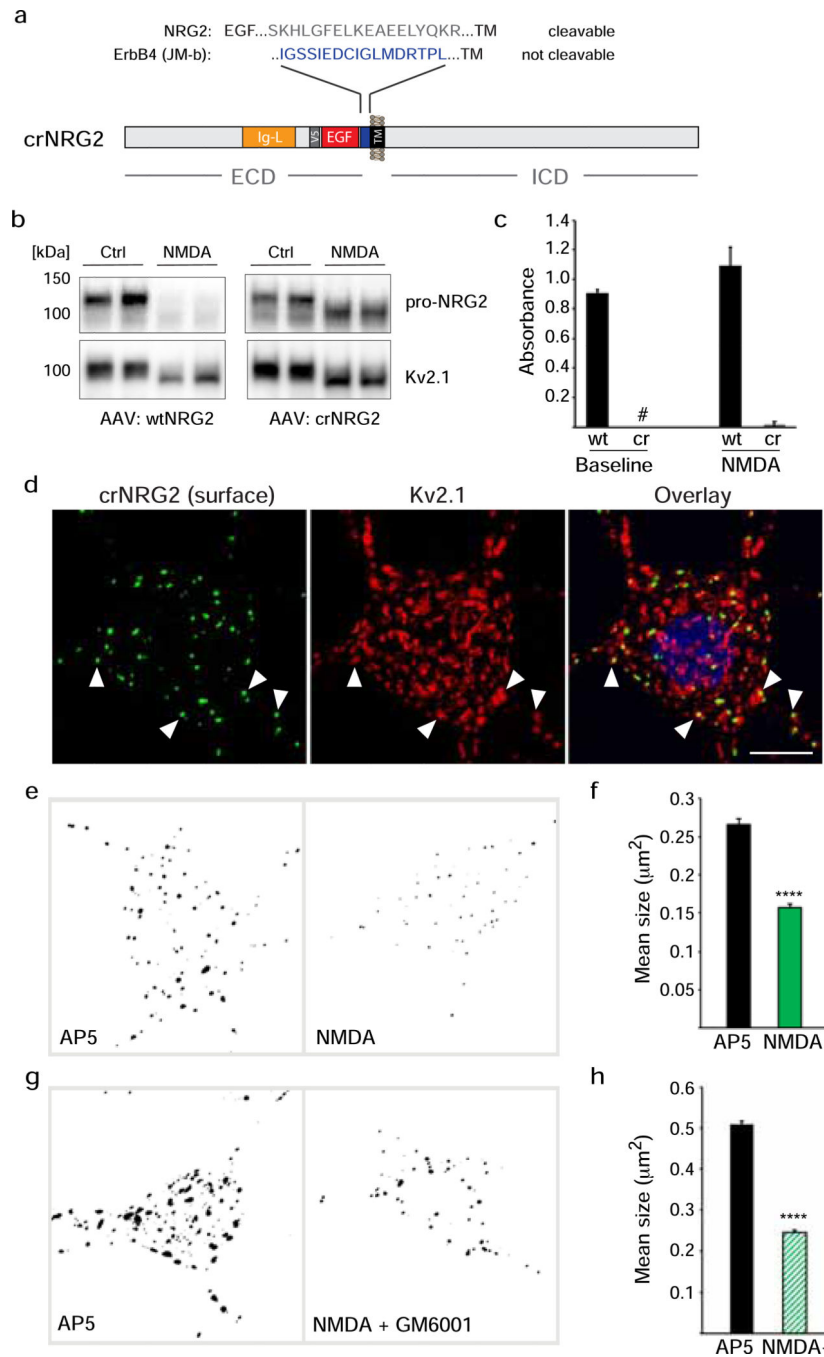 a
NRG2: EGF...SKHLGFELKEAEELYQKR...TM cleavable
ErbB4 (JM-b): ..IGSSIEDCIGLMDRTPL...TM not cleavable
crNRG2 Ig-L V5 EGF TM
ECD ICD
b
[kDa] Ctrl NMDA Ctrl NMDA
150
100
pro-NRG2
100
Kv2.1
AAV: wtNRG2 AAV: crNRG2
c
Absorbance
1.4
1.2
1.0
0.8
0.6
0.4
0.2
#
wt cr wt cr
Baseline NMDA
d
crNRG2 (surface) Kv2.1 Overlay
e
AP5 NMDA
f
Mean size (μm²)
0.3
0.25
0.2
0.15
0.1
0.05
****
AP5 NMDA
g
AP5 NMDA + GM6001
h
Mean size (μm²)
0.6
0.5
0.4
0.3
0.2
0.1
****
AP5 NMDA+